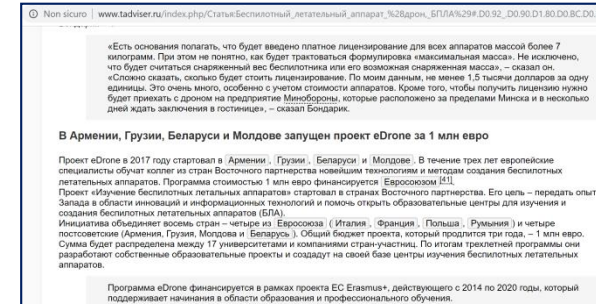 Non sicuro | www.tadviser.ru/index.php/Статья:Беспилотный_летательный_аппарат_%28дрон,_БПЛА%29#.D0.92_.D0.90.D1.80.D0.BC.D0.
«Есть основания полагать, что будет введено платное лицензирование для всех аппаратов массой более 7
килограмм. При этом не понятно, как будет трактоваться формулировка «максимальная масса». Не исключено,
что будет считаться снаряженный вес беспилотника или его возможная снаряженная масса», – сказал он.
«Сложно сказать, сколько будет стоить лицензирование. По моим данным, не менее 1,5 тысячи долларов за одну
единицы. Это очень много, особенно с учетом стоимости аппаратов. Кроме того, чтобы получить лицензию нужно
будет приехать с дроном на предприятие Минобороны, которые расположено за пределами Минска и в несколько
дней ждать заключения в гостинице», – сказал Бондарик.
В Армении, Грузии, Беларуси и Молдове запущен проект eDrone за 1 млн евро
Проект eDrone в 2017 году стартовал в Армении, Грузии, Беларуси и Молдове. В течение трех лет европейские
специалисты обучат коллег из стран Восточного партнерства новейшим технологиям и методам создания беспилотных
летательных аппаратов. Программа стоимостью 1 млн евро финансируется Евросоюзом [41].
Проект «Изучение беспилотных летальных аппаратов» стартовал в странах Восточного партнерства. Его цель – передать опыт
Запада в области инноваций и информационных технологий и помочь открыть образовательные центры для изучения и
создания беспилотных летательных аппаратов (БЛА).
Инициатива объединяет восемь стран – четыре из Евросоюза (Италия, Франция, Польша, Румыния) и четыре
постсоветские (Армения, Грузия, Молдова и Беларусь). Общий бюджет проекта, который продлится три года, – 1 млн евро.
Сумма будет распределена между 17 университетами и компаниями стран-участниц. По итогам трехлетней программы они
разработают собственные образовательные проекты и создадут на своей базе центры изучения беспилотных летательных
аппаратов.
Программа eDrone финансируется в рамках проекта ЕС Erasmus+, действующего с 2014 по 2020 годы, который
поддерживает начинания в области образования и профессионального обучения.